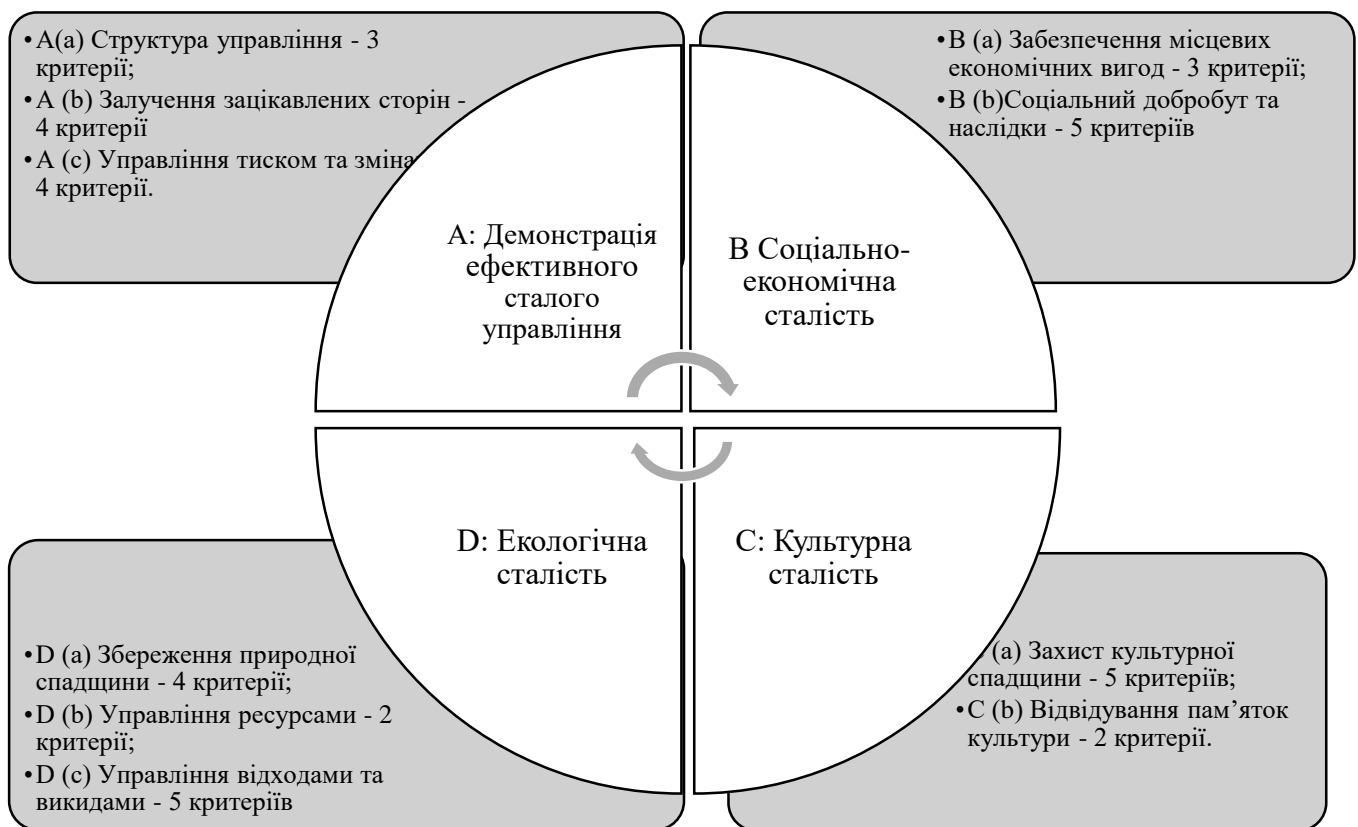 •A(a) Структура управління - 3
критерії;
•A (b) Залучення зацікавлених сторін -
4 критерії
•A (c) Управління тиском та зміна
4 критерії.
•B (a) Забезпечення місцевих
економічних вигод - 3 критерії;
•B (b)Соціальний добробут та
наслідки - 5 критеріїв
A: Демонстрація
ефективного
сталого
управління
B Соціально-
економічна
сталість
D: Екологічна
сталість
C: Культурна
сталість
•D (a) Збереження природної
спадщини - 4 критерії;
•D (b) Управління ресурсами - 2
критерії;
•D (c) Управління відходами та
викидами - 5 критеріїв
(a) Захист культурної
спадщини - 5 критеріїв;
•C (b) Відвідування пам’яток
культури - 2 критерії.